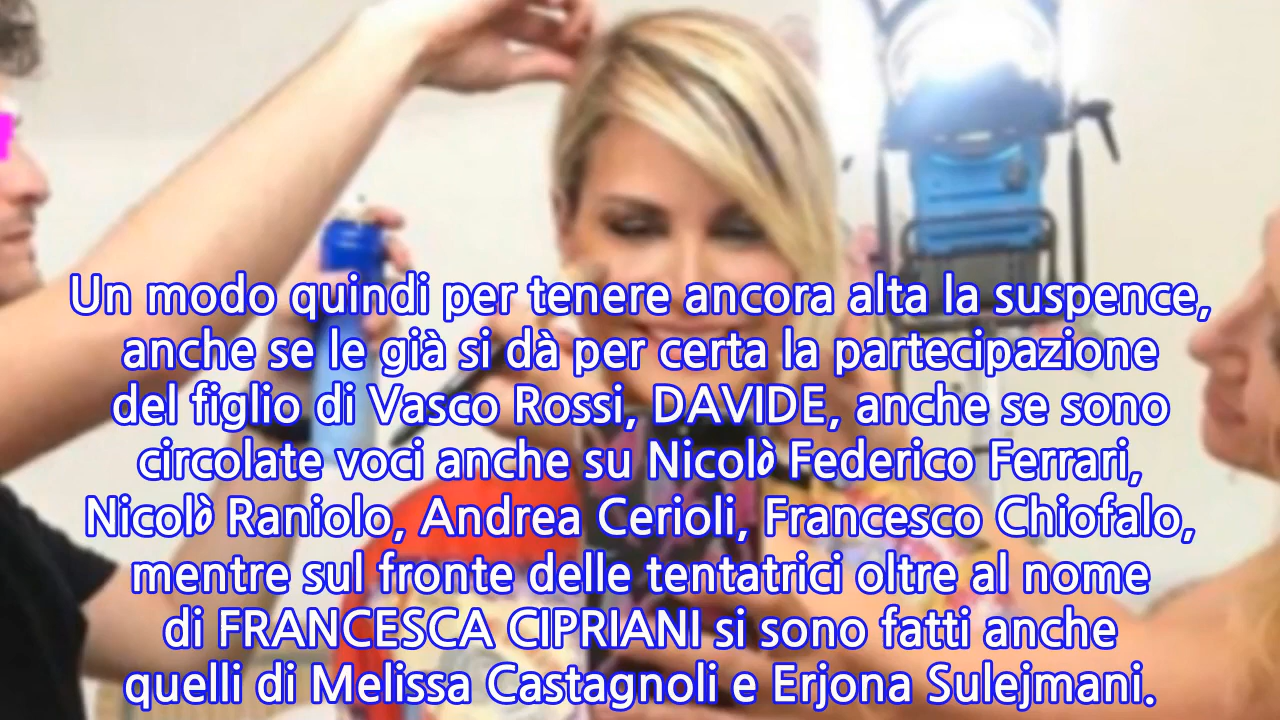 Un modo quindi per tenere ancora alta la suspence,
anche se le già si dà per certa la partecipazione
del figlio di Vasco Rossi, DAVIDE, anche se sono
circolate voci anche su Nicolò Federico Ferrari,
Nicolò Raniolo, Andrea Cerioli, Francesco Chiofalo,
mentre sul fronte delle tentatrici oltre al nome
di FRANCESCA CIPRIANI si sono fatti anche
quelli di Melissa Castagnoli e Erjona Sulejmani.